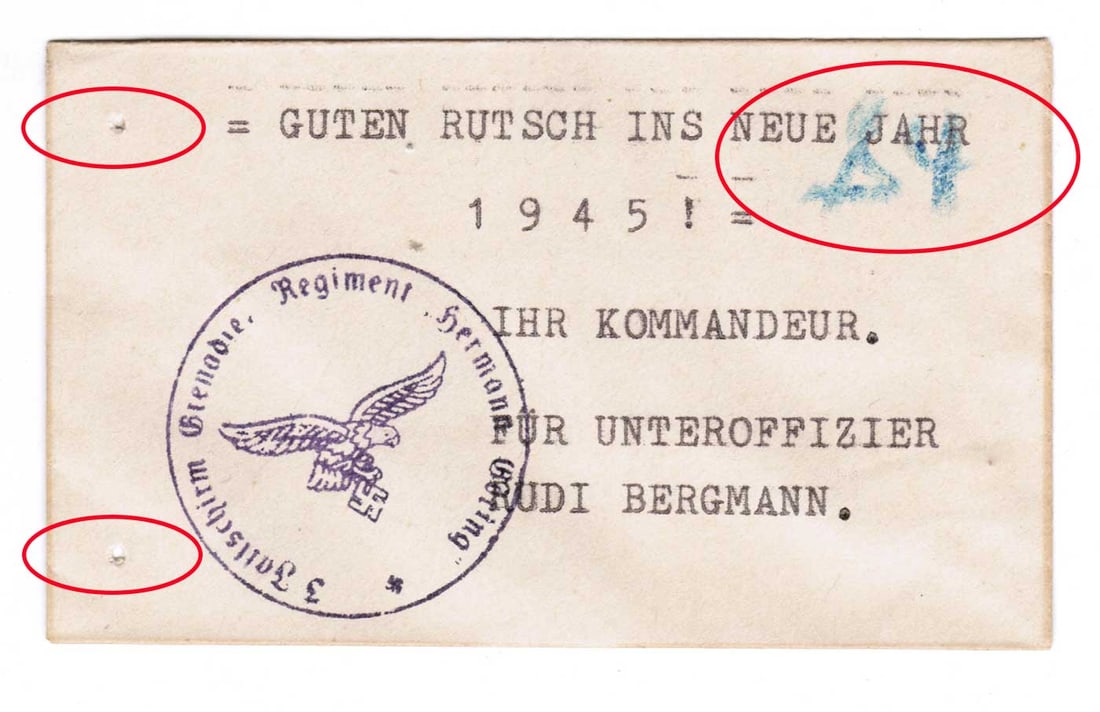 = GUTEN RUTSCH INS NEUE JAHR
1 9 4 5 ! =
IHR KOMMANDEUR.
FÜR UNTEROFFIZIER
RUDI BERGMANN.
3 Fallschirm Grenadie. Regiment „Hermann Göring"